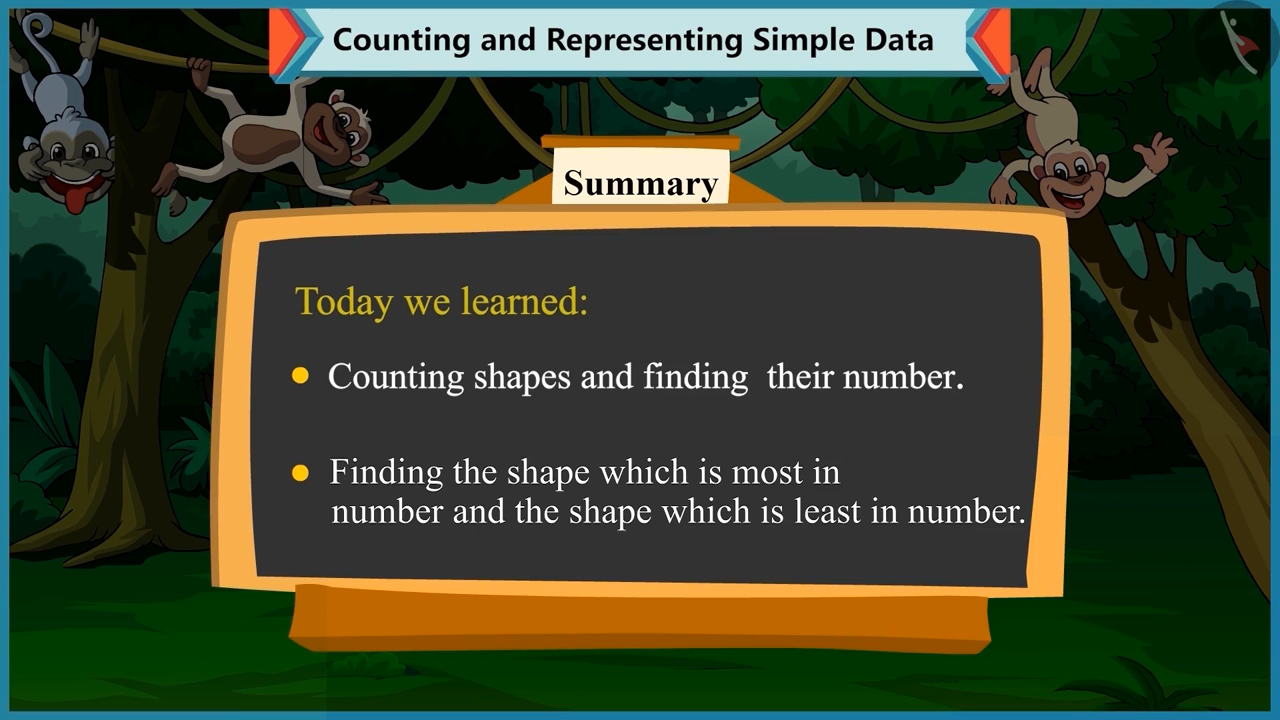 Counting and Representing Simple Data
Summary
Today we learned:
Counting shapes and finding  their number.
Finding the shape which is most in
number and the shape which is least in number.